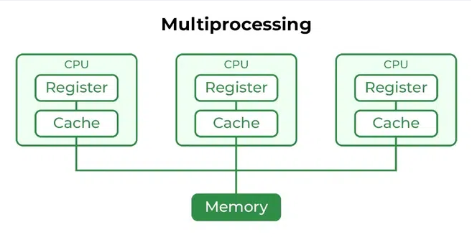 Multiprocessing
CPU
CPU
CPU
Register
Register
Register
Cache
Cache
Cache
Memory